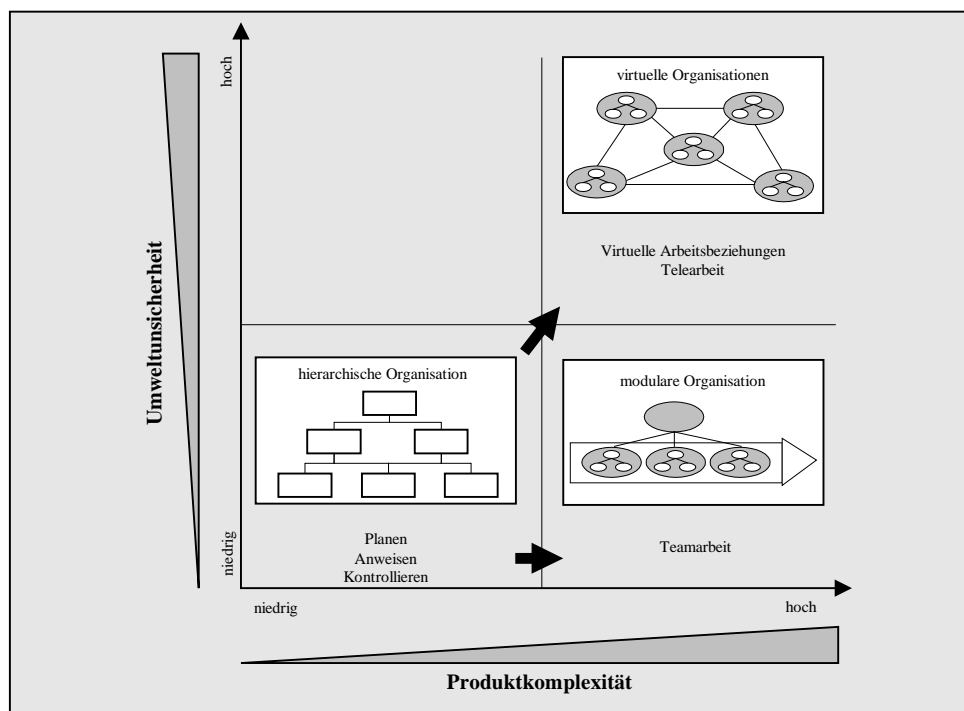 virtuelle Organisationen
hoch
Virtuelle Arbeitsbeziehungen
Telearbeit
Umweltunsicherheit
hierarchische Organisation
modulare Organisation
Planen
Anweisen
Kontrollieren
Teamarbeit
niedrig
niedrig
hoch
Produktkomplexität